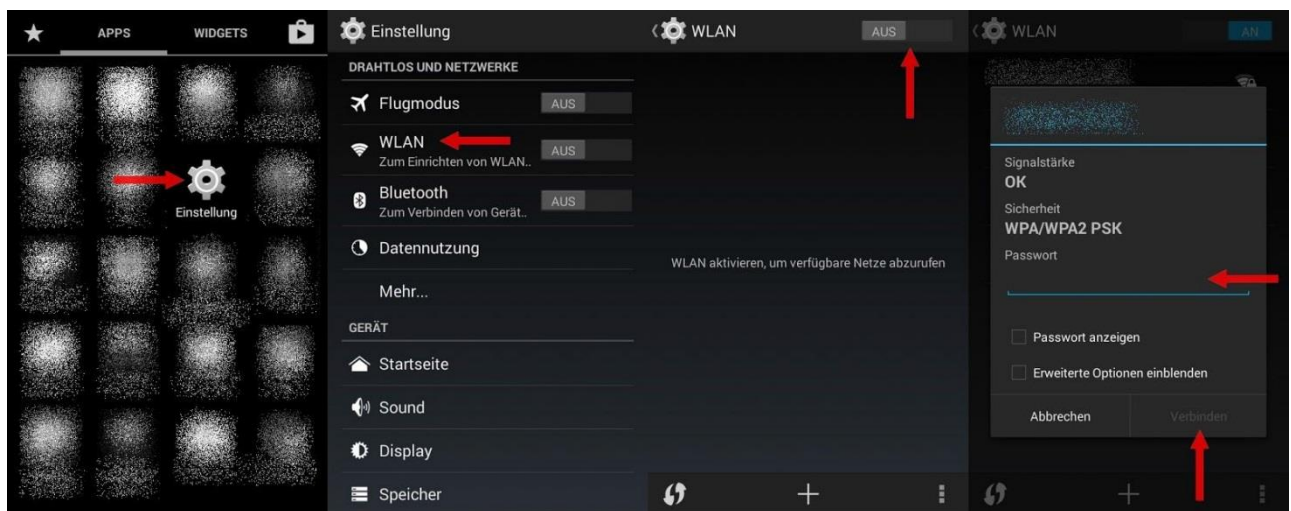 APPS WIDGETS
Einstellung
Einstellung
DRAHTLOS UND NETZWERKE
Flugmodus AUS
WLAN AUS
Zum Einrichten von WLAN..
Bluetooth AUS
Zum Verbinden von Gerät..
Datennutzung
Mehr...
GERÄT
Startseite
Sound
Display
Speicher
WLAN AUS
WLAN aktivieren, um verfügbare Netze abzurufen
WLAN AN
Signalstärke
OK
Sicherheit
WPA/WPA2 PSK
Passwort
Passwort anzeigen
Erweiterte Optionen einblenden
Abbrechen Verbinden